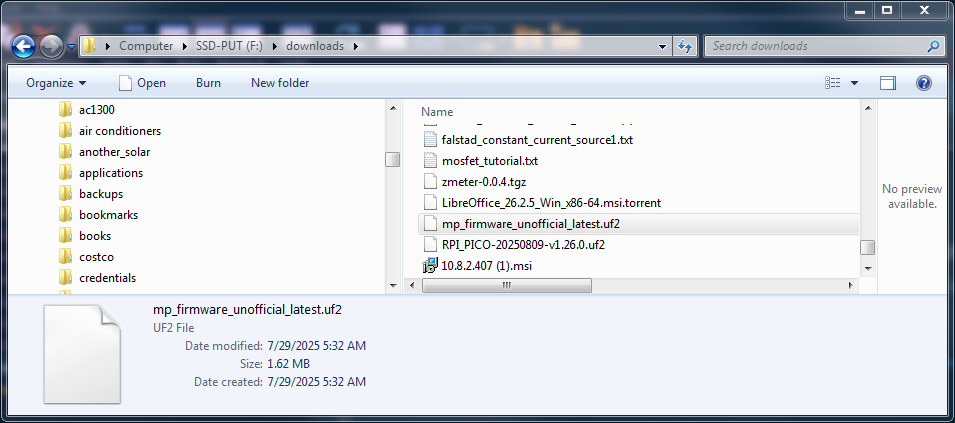 Computer
SSD-PUT (F:)
downloads
Search downloads
Organize
Open
Burn
New folder
ac1300
air conditioners
another_solar
applications
backups
bookmarks
books
costco
credentials
Name
falstad_constant_current_source1.txt
mosfet_tutorial.txt
zmeter-0.0.4.tgz
LibreOffice_26.2.5_Win_x86-64.msi.torrent
mp_firmware_unofficial_latest.uf2
RPI_PICO-20250809-v1.26.0.uf2
10.8.2.407 (1).msi
No preview
available.
mp_firmware_unofficial_latest.uf2
UF2 File
Date modified: 7/29/2025 5:32 AM
Size: 1.62 MB
Date created: 7/29/2025 5:32 AM